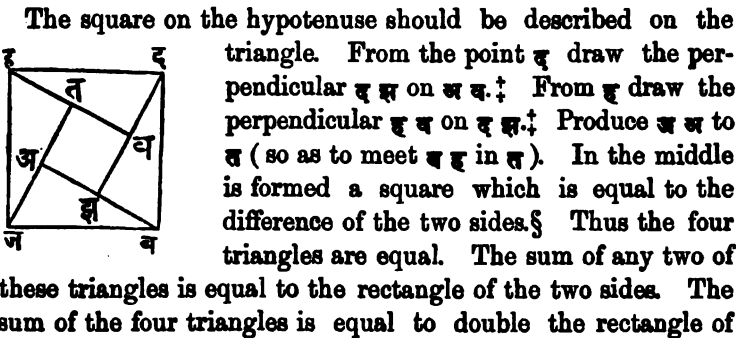 The square on the hypotenuse should be described on the
ह द त अ व झ ज ब
triangle. From the point द draw the per-
pendicular द झ on अ ब.‡ From ह draw the
perpendicular ह व on द झ.‡ Produce ज अ to
त ( so as to meet व ह in त ). In the middle
is formed a square which is equal to the
difference of the two sides.§ Thus the four
triangles are equal. The sum of any two of
these triangles is equal to the rectangle of the two sides. The
sum of the four triangles is equal to double the rectangle of